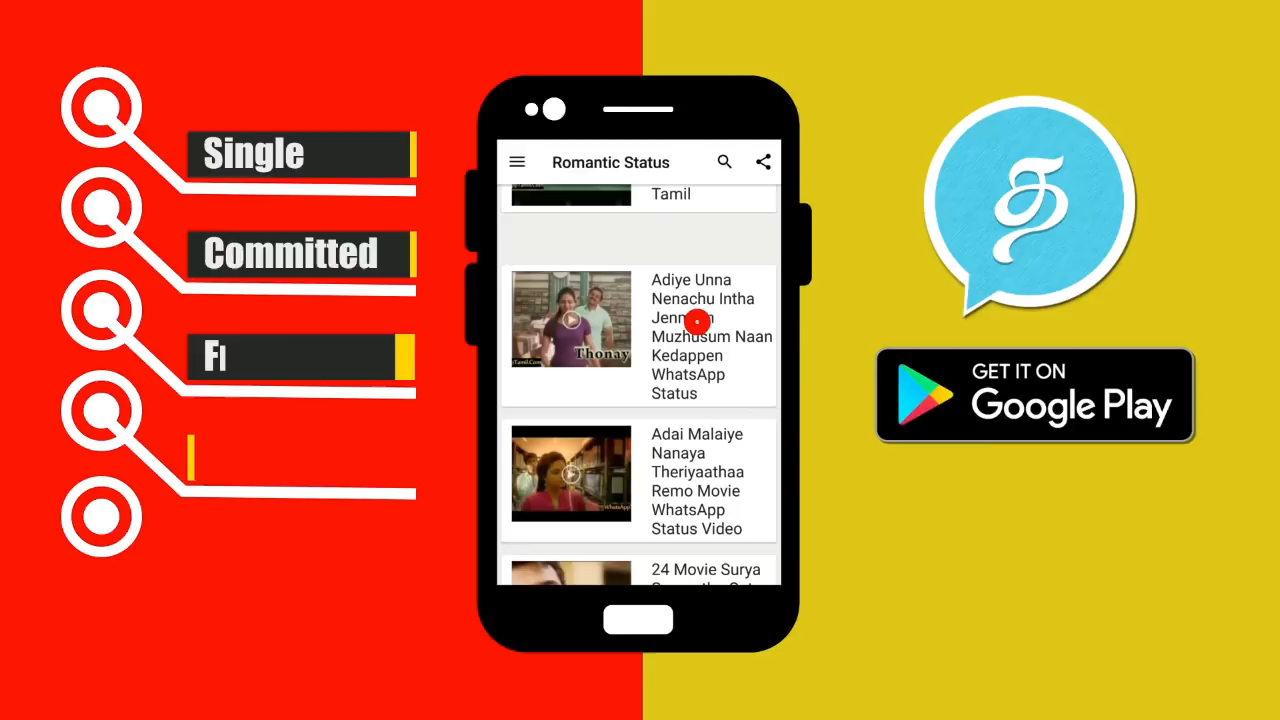 Single
Committed
Romantic Status
Tamil
Adiye Unna
Nenachu Intha
Muzhusum Naan
Kedappen
WhatsApp
Status
Thonay
Adai Malaiye
Nanaya
Theriyaathaa
Remo Movie
WhatsApp
Status Video
WhatsApp
24 Movie Surya
த
GET IT ON
Google Play